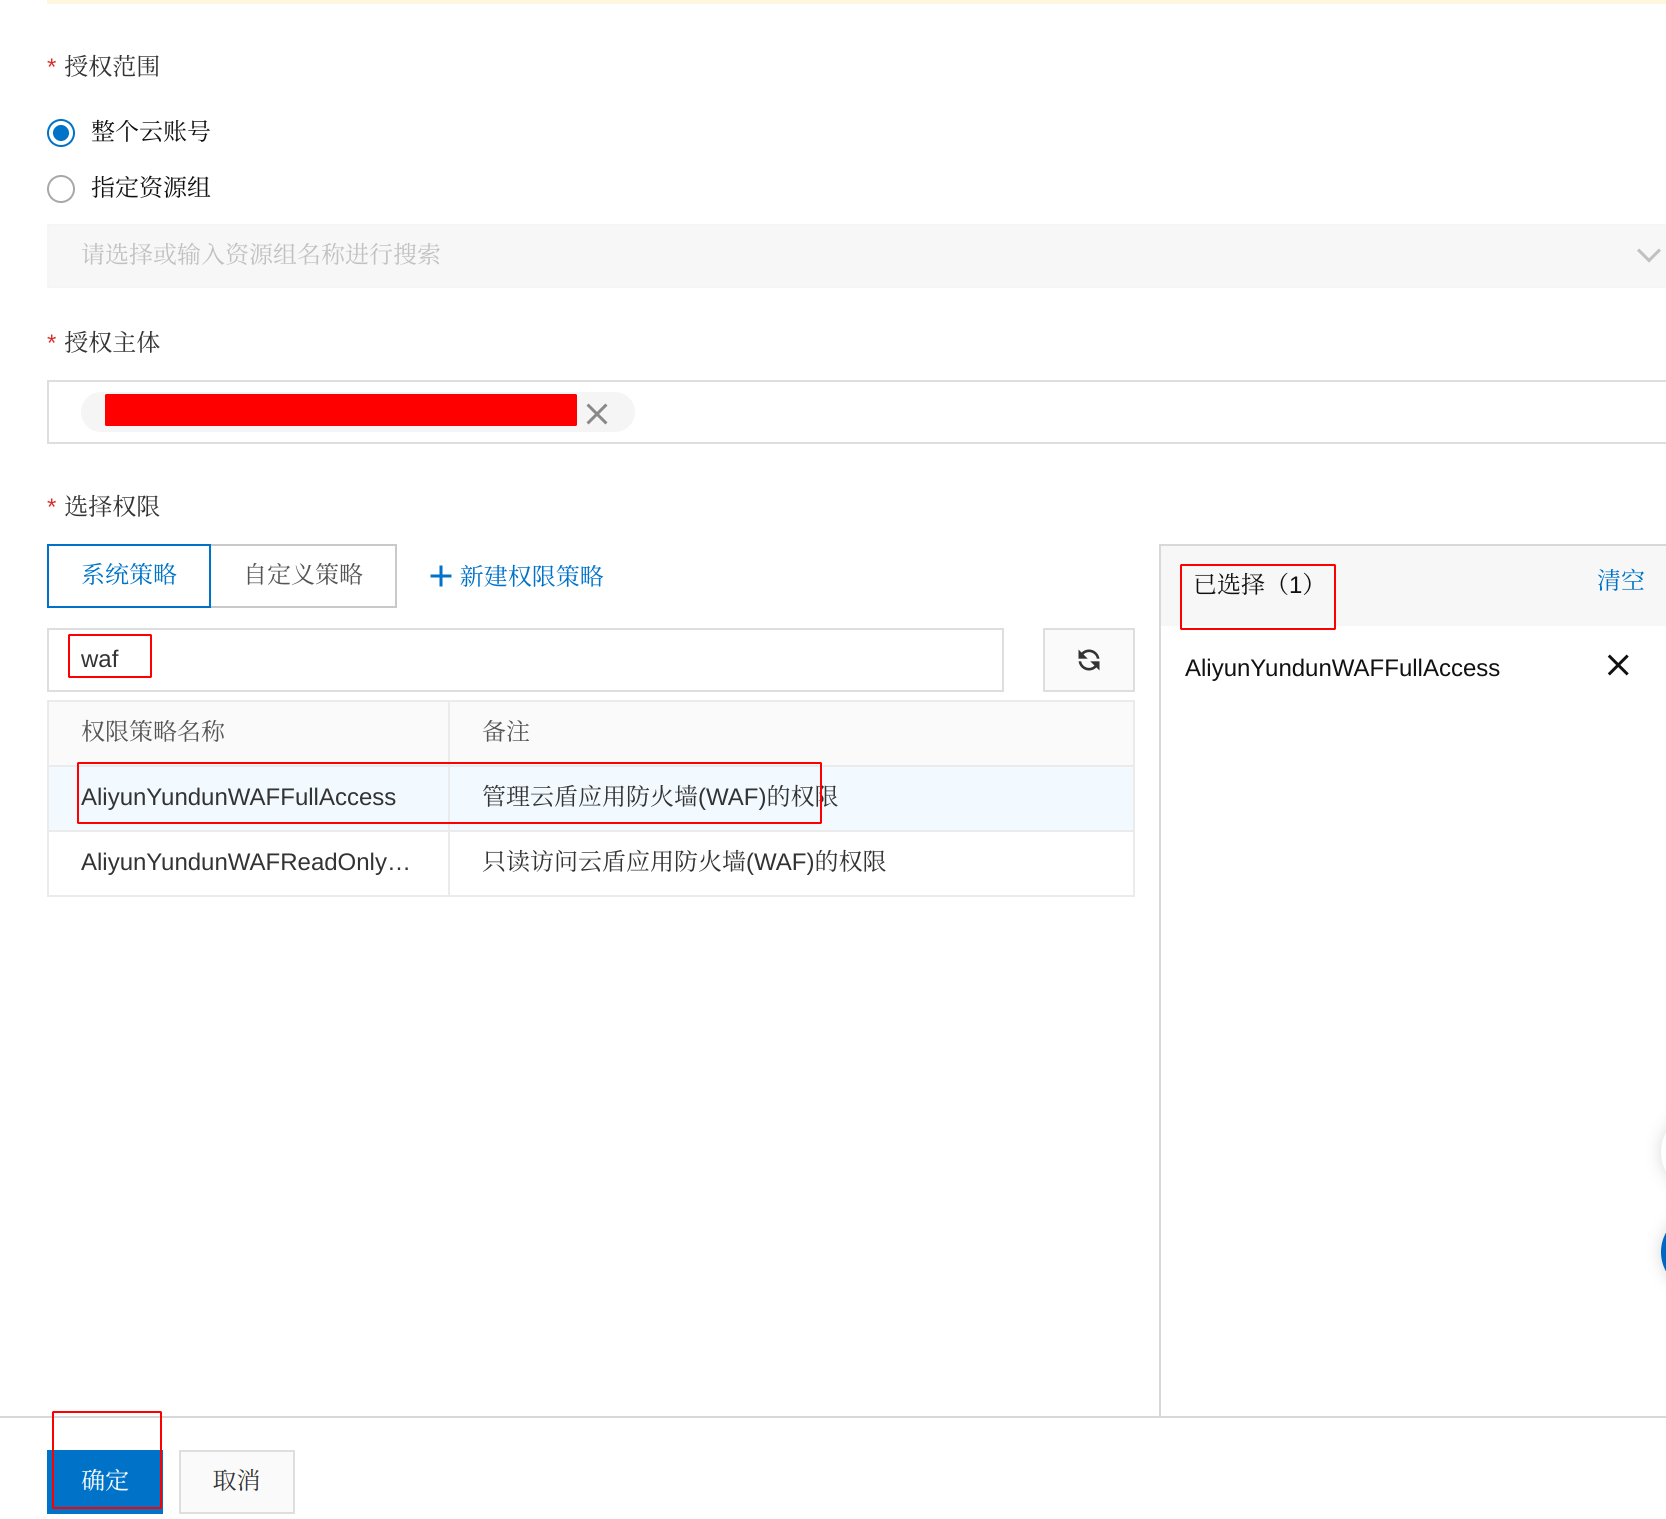 * 授权范围
整个云账号
指定资源组
请选择或输入资源组名称进行搜索
* 授权主体
* 选择权限
系统策略 自定义策略 新建权限策略
已选择（1） 清空
waf
AliyunYundunWAFFullAccess
权限策略名称 备注
AliyunYundunWAFFullAccess 管理云盾应用防火墙(WAF)的权限
AliyunYundunWAFReadOnly... 只读访问云盾应用防火墙(WAF)的权限
确定 取消